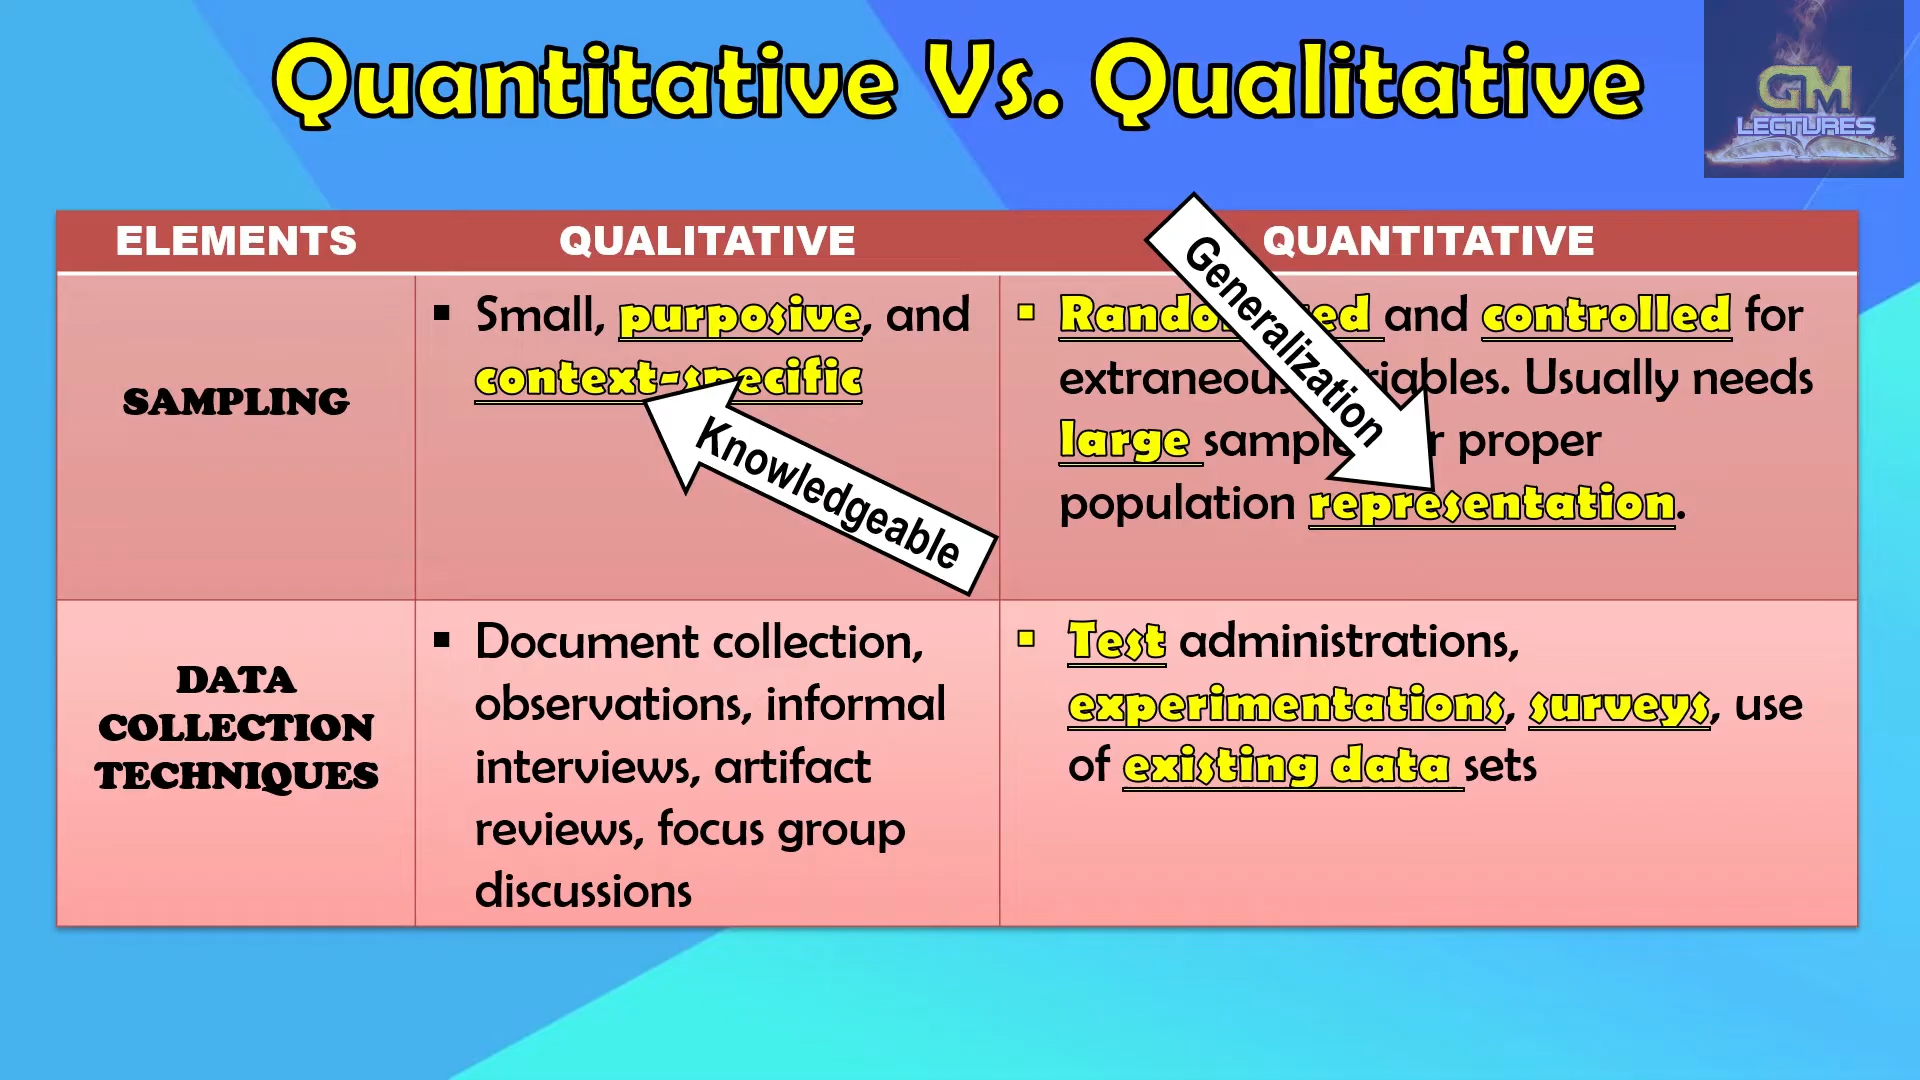 Quantitative Vs. Qualitative
GM
LECTURES
ELEMENTS
QUALITATIVE
QUANTITATIVE
SAMPLING
▪ Small, purposive, and
context-specific
Knowledgeable
▪ and controlled for
Usually needs
large proper
population representation.
Generalization
DATA
COLLECTION
TECHNIQUES
▪ Document collection,
observations, informal
interviews, artifact
reviews, focus group
discussions
▪ Test administrations,
experimentations, surveys, use
of existing data sets